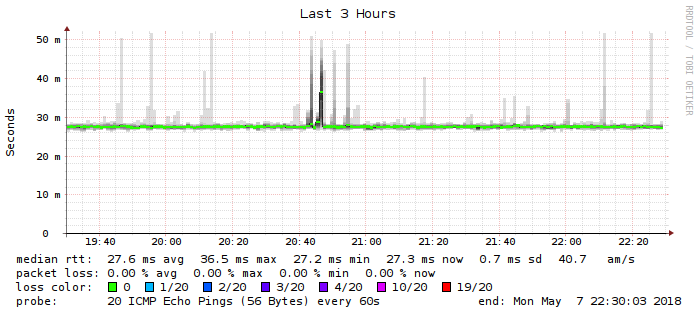 Last 3 Hours
RRDTOOL / TOBI OETIKER
Seconds
50 m
40 m
30 m
20 m
10 m
0
19:40 20:00 20:20 20:40 21:00 21:20 21:40 22:00 22:20
median rtt: 27.6 ms avg 36.5 ms max 27.2 ms min 27.3 ms now 0.7 ms sd 40.7 am/s
packet loss: 0.00 % avg 0.00 % max 0.00 % min 0.00 % now
loss color: 0 1/20 2/20 3/20 4/20 10/20 19/20
probe: 20 ICMP Echo Pings (56 Bytes) every 60s end: Mon May 7 22:30:03 2018